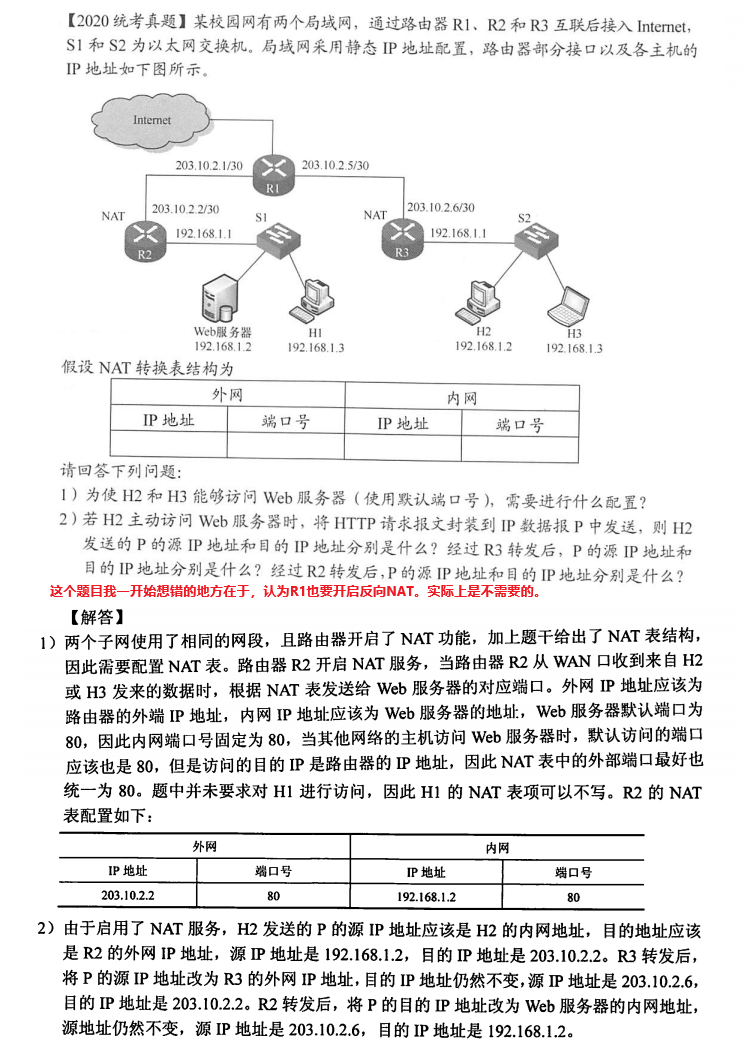 【2020 统考真题】某校园网有两个局域网，通过路由器 R1、R2 和 R3 互联后接入 Internet，
S1 和 S2 为以太网交换机。局域网采用静态 IP 地址配置，路由器部分接口以及各主机的
IP 地址如下图所示。
Internet
203.10.2.1/30
203.10.2.5/30
R1
NAT
203.10.2.2/30
S1
NAT
203.10.2.6/30
S2
192.168.1.1
192.168.1.1
R2
R3
Web服务器
192.168.1.2
H1
192.168.1.3
H2
192.168.1.2
H3
192.168.1.3
假设 NAT 转换表结构为
外网 内网
IP 地址 端口号 IP 地址 端口号
请回答下列问题：
1）为使 H2 和 H3 能够访问 Web 服务器（使用默认端口号），需要进行什么配置？
2）若 H2 主动访问 Web 服务器时，将 HTTP 请求报文封装到 IP 数据报 P 中发送，则 H2
发送的 P 的源 IP 地址和目的 IP 地址分别是什么？经过 R3 转发后，P 的源 IP 地址和
目的 IP 地址分别是什么？经过 R2 转发后，P 的源 IP 地址和目的 IP 地址分别是什么？
这个题目我一开始想错的地方在于，认为R1也要开启反向NAT。实际上是不需要的。
【解答】
1）两个子网使用了相同的网段，且路由器开启了 NAT 功能，加上题干给出了 NAT 表结构，
因此需要配置 NAT 表。路由器 R2 开启 NAT 服务，当路由器 R2 从 WAN 口收到来自 H2
或 H3 发来的数据时，根据 NAT 表发送给 Web 服务器的对应端口。外网 IP 地址应该为
路由器的外端 IP 地址，内网 IP 地址应该为 Web 服务器的地址，Web 服务器默认端口为
80，因此内网端口号固定为 80，当其他网络的主机访问 Web 服务器时，默认访问的端口
应该也是 80，但是访问的目的 IP 是路由器的 IP 地址，因此 NAT 表中的外部端口最好也
统一为 80。题中并未要求对 H1 进行访问，因此 H1 的 NAT 表项可以不写。R2 的 NAT
表配置如下：
外网 内网
IP 地址 端口号 IP 地址 端口号
203.10.2.2 80 192.168.1.2 80
2）由于启用了 NAT 服务，H2 发送的 P 的源 IP 地址应该是 H2 的内网地址，目的地址应该
是 R2 的外网 IP 地址，源 IP 地址是 192.168.1.2，目的 IP 地址是 203.10.2.2。R3 转发后，
将 P 的源 IP 地址改为 R3 的外网 IP 地址，目的 IP 地址仍然不变，源 IP 地址是 203.10.2.6，
目的 IP 地址是 203.10.2.2。R2 转发后，将 P 的目的 IP 地址改为 Web 服务器的内网地址，
源地址仍然不变，源 IP 地址是 203.10.2.6，目的 IP 地址是 192.168.1.2。